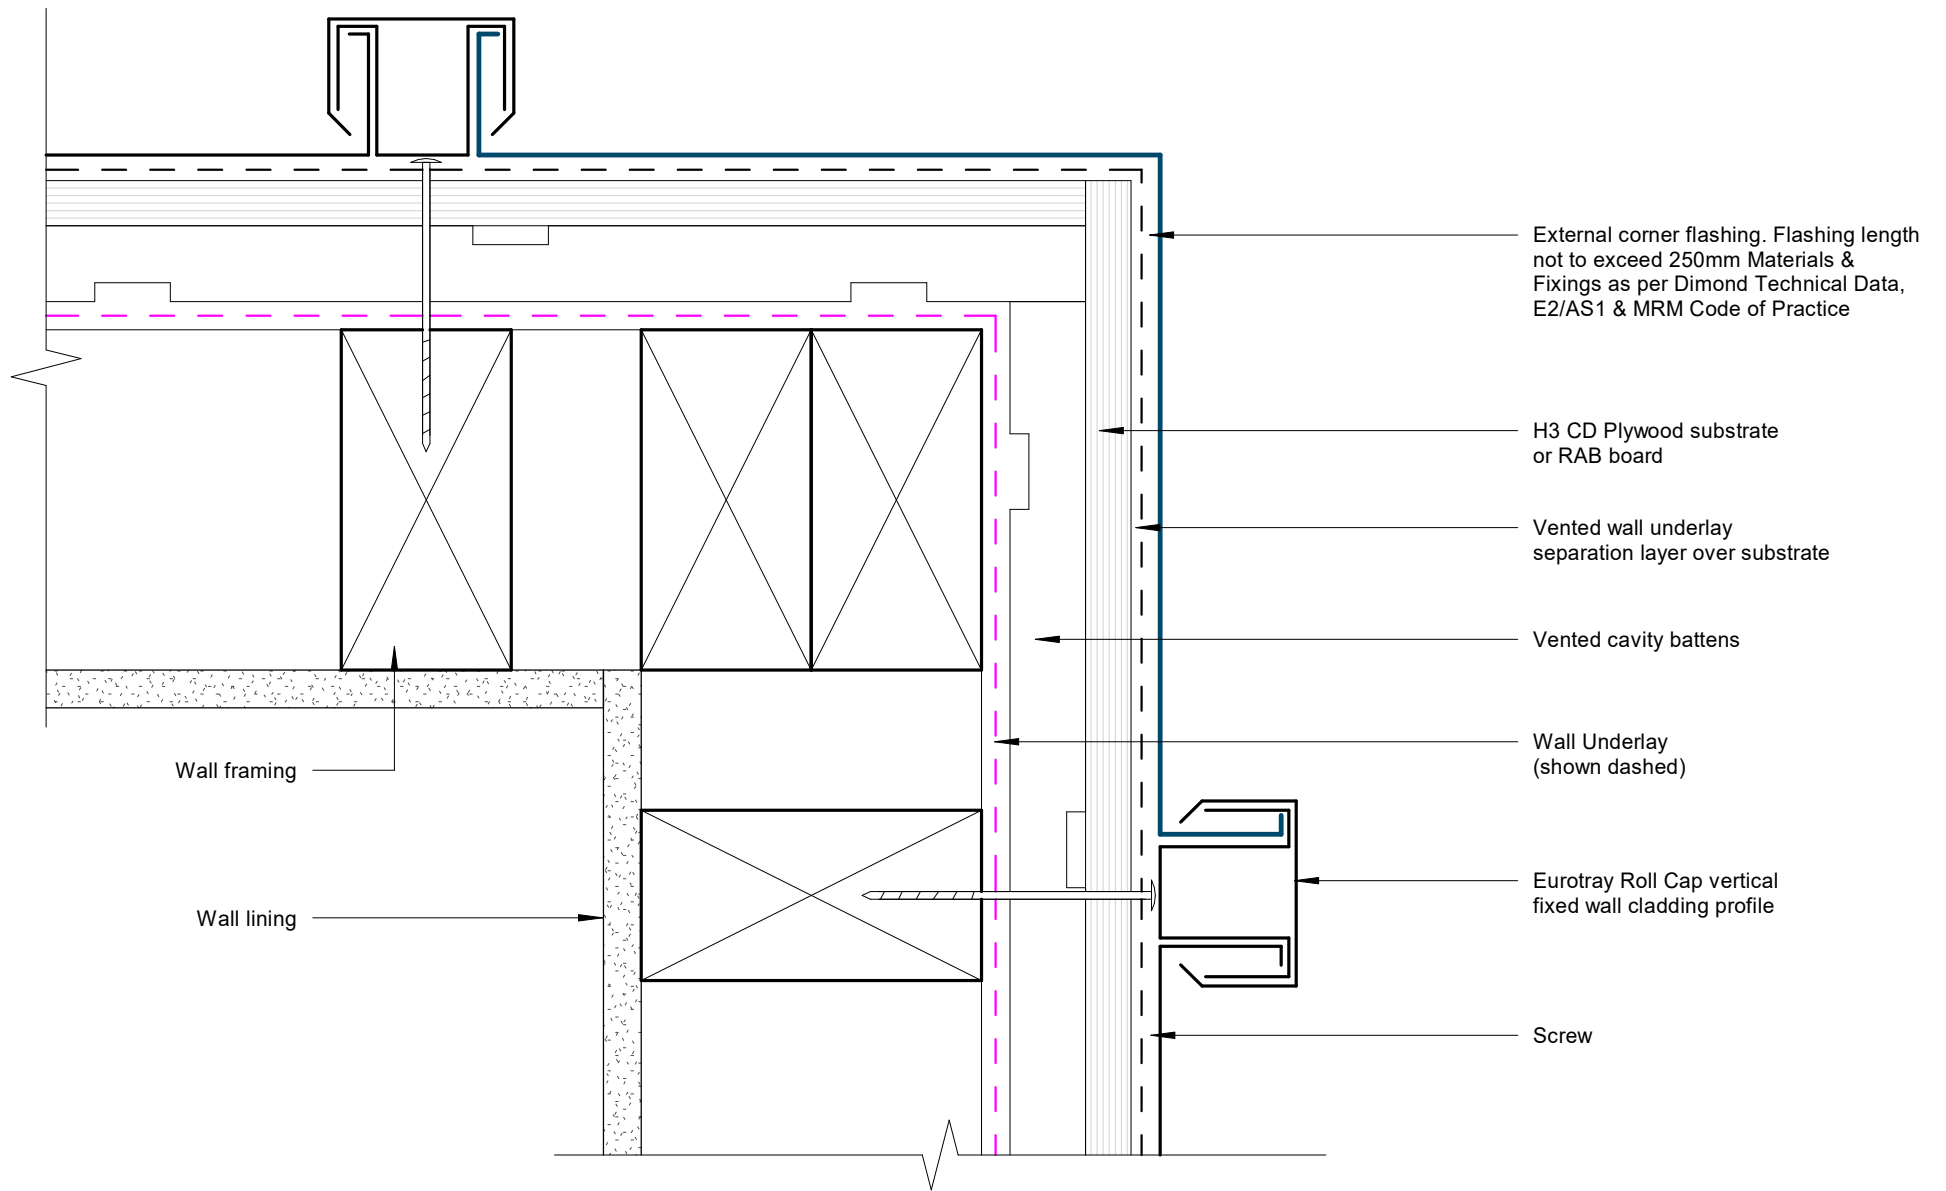 External corner flashing. Flashing length
not to exceed 250mm Materials &
Fixings as per Dimond Technical Data,
E2/AS1 & MRM Code of Practice
H3 CD Plywood substrate
or RAB board
Vented wall underlay
separation layer over substrate
Vented cavity battens
Wall Underlay
(shown dashed)
Wall framing
Eurotray Roll Cap vertical
fixed wall cladding profile
Wall lining
Screw